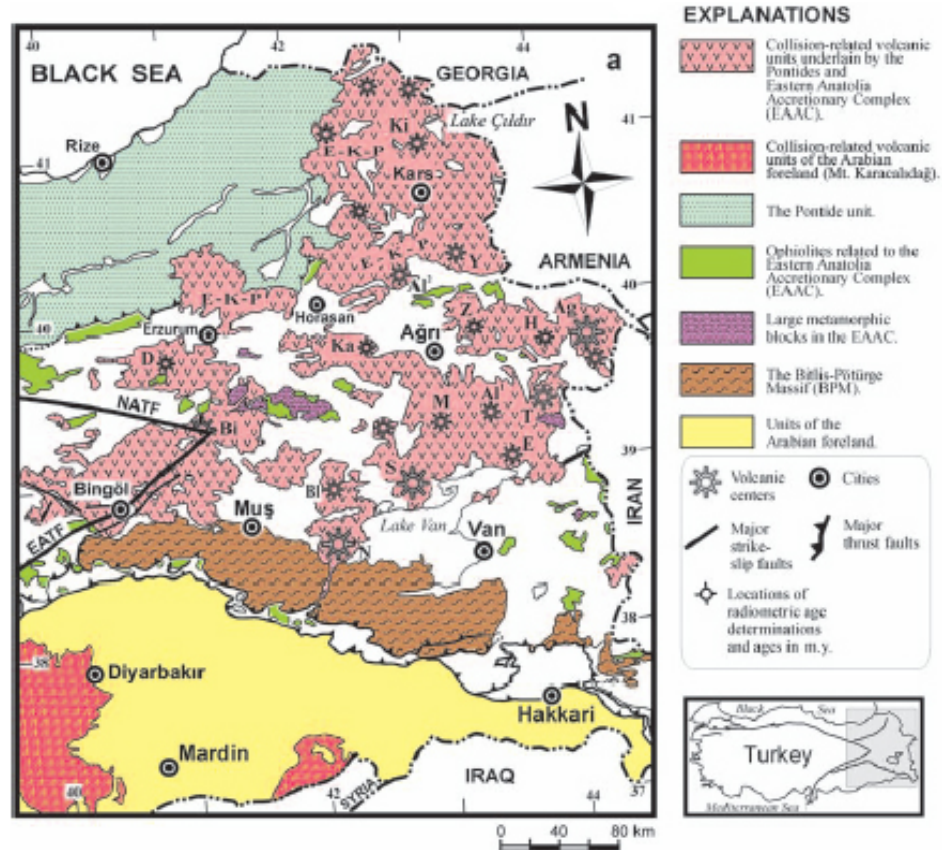 40 42 44
BLACK SEA
a
GEORGIA
Lake Çıldır
41
Ki
E-K-P
N
Rize
41
Kars
E-K-P
Y
ARMENIA
40
Al
E-K-P
Horasan
Z
H
Ag
40
Erzurum
Ağrı
Ka
D
NATF
M
Al
T
Bi
E
39
S
Bingöl
Bl
Muş
Lake Van
Van
IRAN
EATF
N
38
38
Diyarbakır
Hakkari
Mardin
IRAQ
40
42
SYRIA
44
37
0 40 80 km
EXPLANATIONS
Collision-related volcanic
units underlain by the
Pontides and
Eastern Anatolia
Accretionary Complex
(EAAC).
Collision-related volcanic
units of the Arabian
foreland (Mt. Karacalıdağ).
The Pontide unit.
Ophiolites related to the
Eastern Anatolia
Accretionary Complex
(EAAC).
Large metamorphic
blocks in the EAAC.
The Bitlis-Pötürge
Massif (BPM).
Units of the
Arabian foreland.
Volcanic
centers
Cities
Major
strike-
slip faults
Major
thrust faults
Locations of
radiometric age
determinations
and ages in m.y.
Black Sea
Turkey
Mediterranean Sea